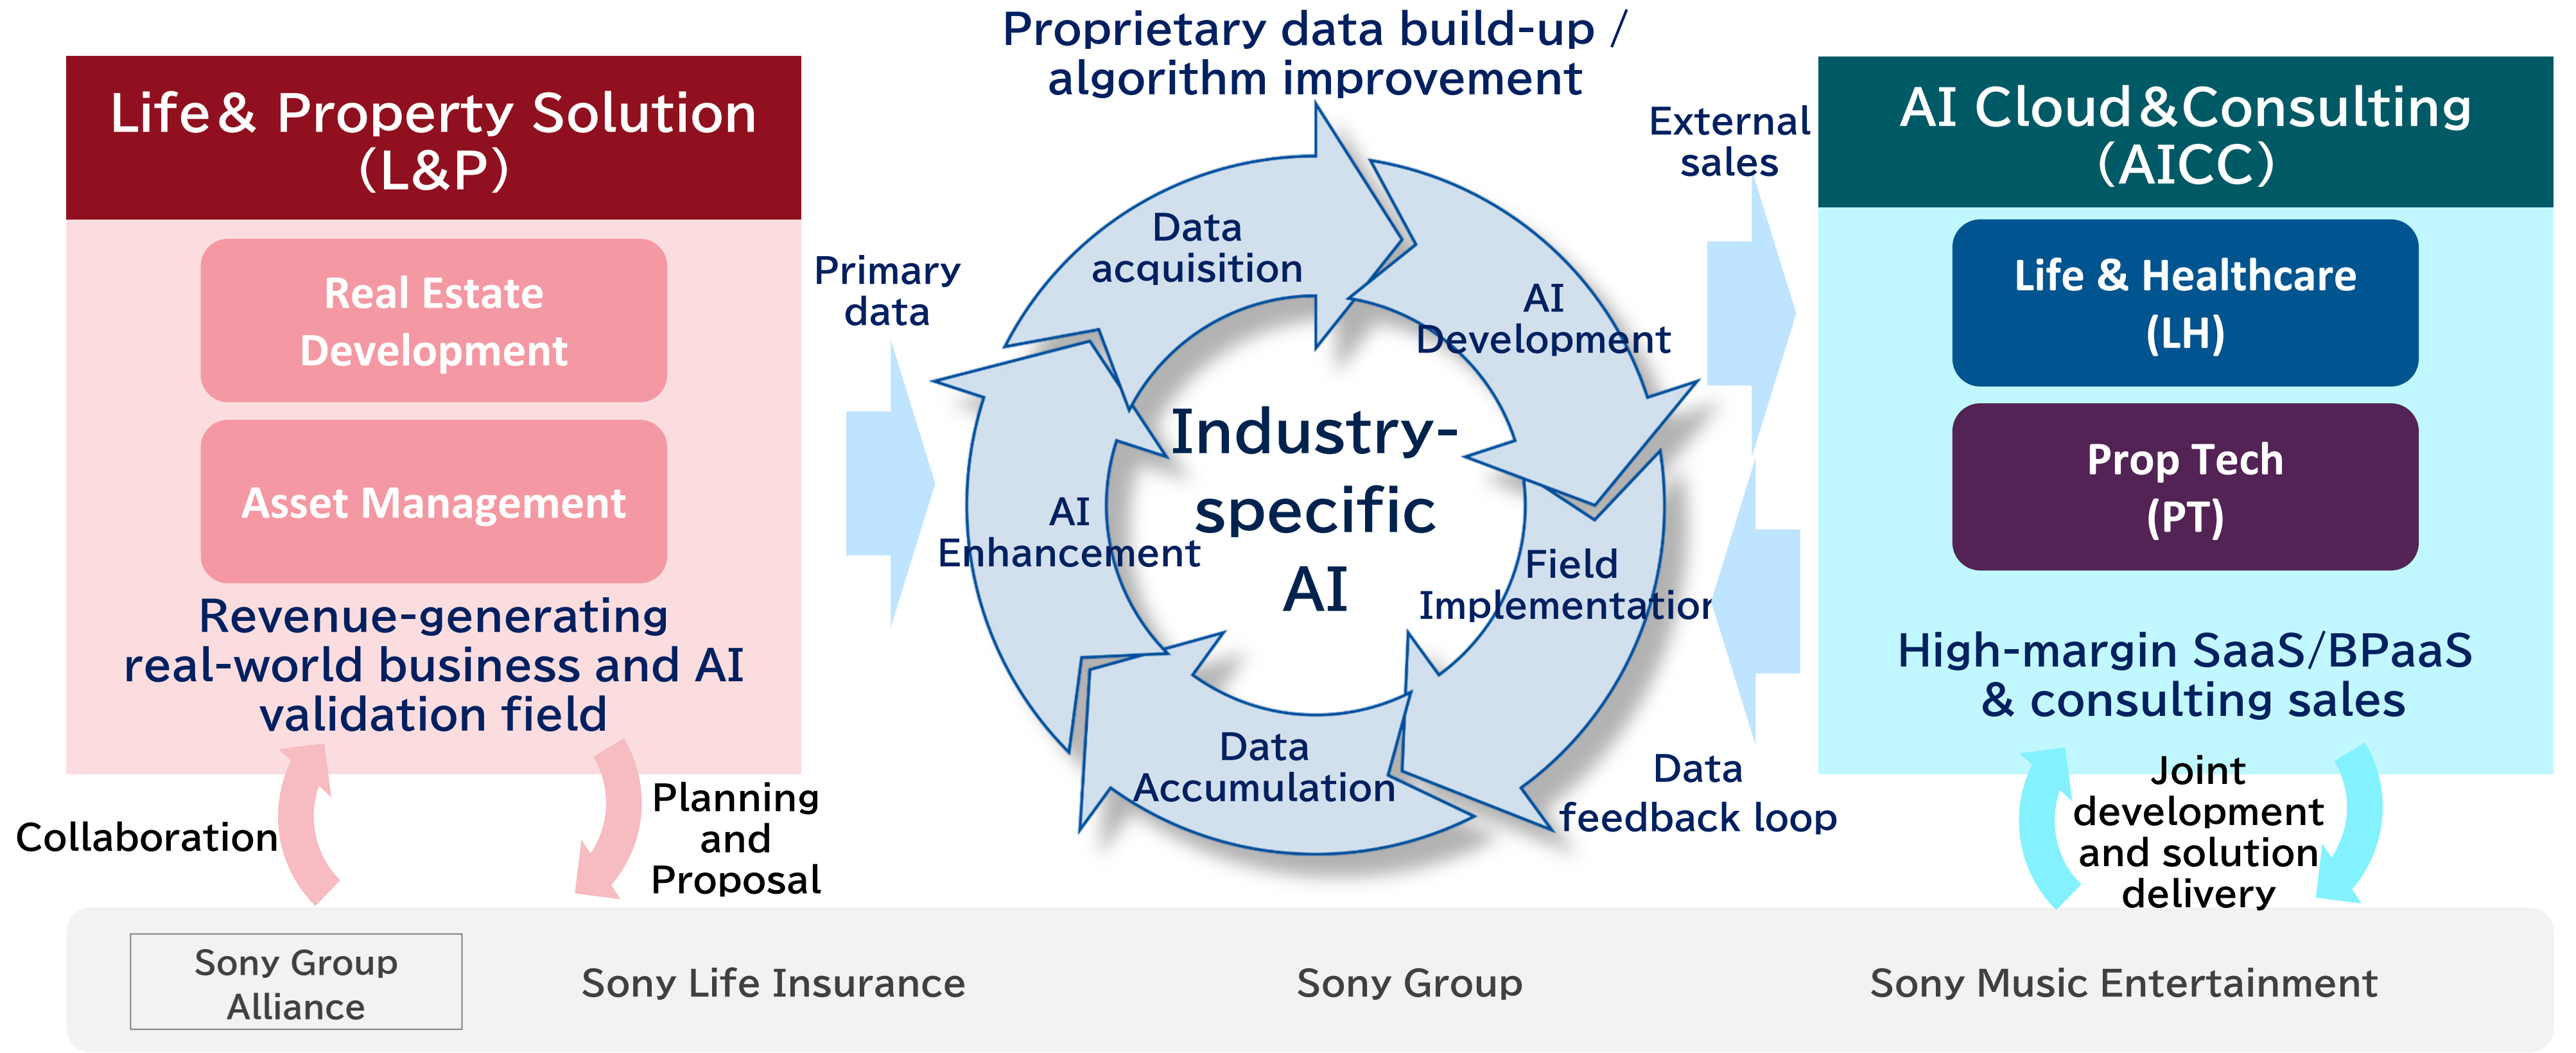 Proprietary data build-up /
algorithm improvement
Life& Property Solution
(L&P)
Real Estate
Development
Asset Management
Revenue-generating
real-world business and AI
validation field
Primary
data
Data
acquisition
AI
Development
Field
Implementation
Data
Accumulation
AI
Enhancement
Industry-
specific
AI
External
sales
Data
feedback loop
AI Cloud&Consulting
(AICC)
Life & Healthcare
(LH)
Prop Tech
(PT)
High-margin SaaS/BPaaS
& consulting sales
Collaboration
Planning
and
Proposal
Joint
development
and solution
delivery
Sony Group
Alliance
Sony Life Insurance
Sony Group
Sony Music Entertainment